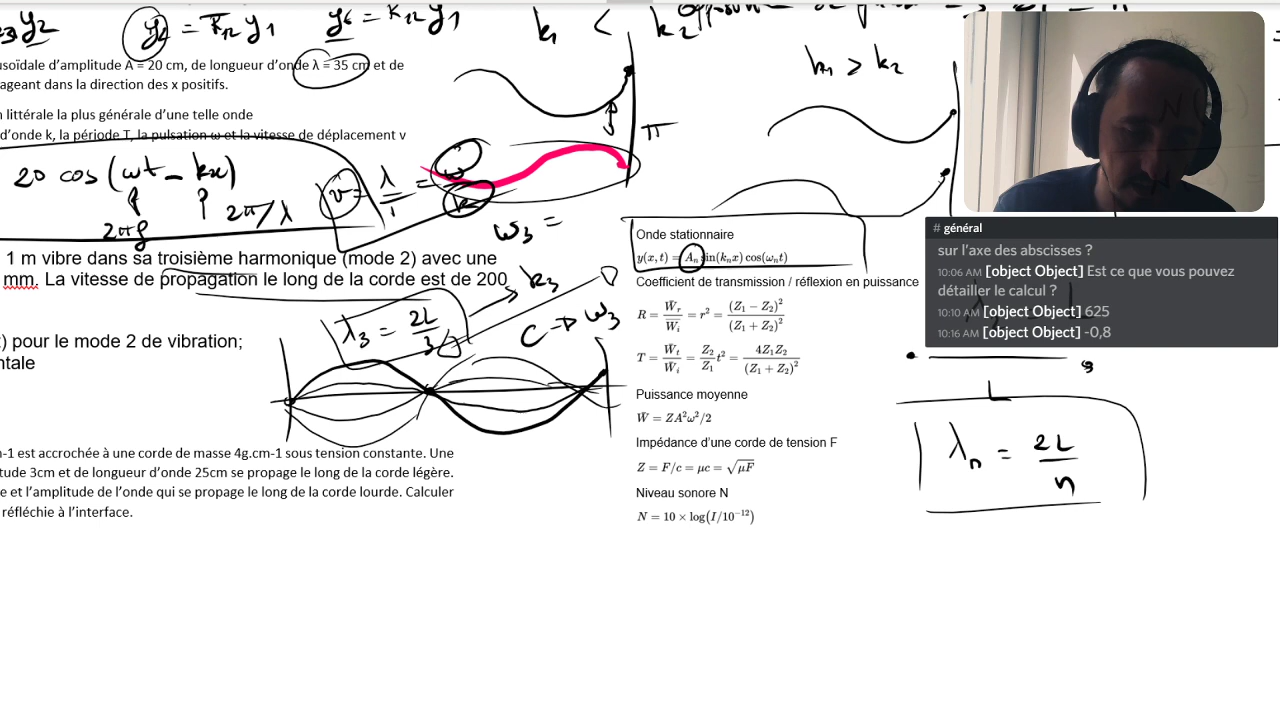 y2 = k12 y1
k1 < k2
k1 > k2
usoïdale d'amplitude A = 20 cm, de longueur d'onde λ = 35 cm et de
ageant dans la direction des x positifs.
n littérale la plus générale d'une telle onde
d'onde k, la période T, la pulsation ω et la vitesse de déplacement v
π
20 cos (ωt - kx)
2πf
2π/λ
ω3 =
1 m vibre dans sa troisième harmonique (mode 2) avec une
mm. La vitesse de propagation le long de la corde est de 200
) pour le mode 2 de vibration;
ntale
λ3 = 2L/3
k3
C → ω3
n-1 est accrochée à une corde de masse 4g.cm-1 sous tension constante. Une
tude 3cm et de longueur d'onde 25cm se propage le long de la corde légère.
e et l'amplitude de l'onde qui se propage le long de la corde lourde. Calculer
réfléchie à l'interface.
Onde stationnaire
y(x, t) = An sin(knx) cos(ωnt)
Coefficient de transmission / réflexion en puissance
R = W̄r/W̄i = r² = (Z1 − Z2)²/(Z1 + Z2)²
T = W̄t/W̄i = Z2/Z1 t² = 4Z1Z2/(Z1 + Z2)²
Puissance moyenne
W̄ = ZA²ω²/2
Impédance d'une corde de tension F
Z = F/c = μc = √μF
Niveau sonore N
N = 10 × log(I/10⁻¹²)
# général
sur l'axe des abscisses ?
10:06 AM [object Object] Est ce que vous pouvez
détailler le calcul ?
10:10 AM [object Object] 625
10:16 AM [object Object] -0,8
L
λn = 2L/n